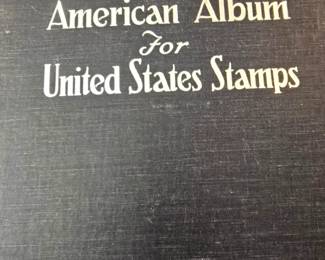 American Album
For
United States Stamps